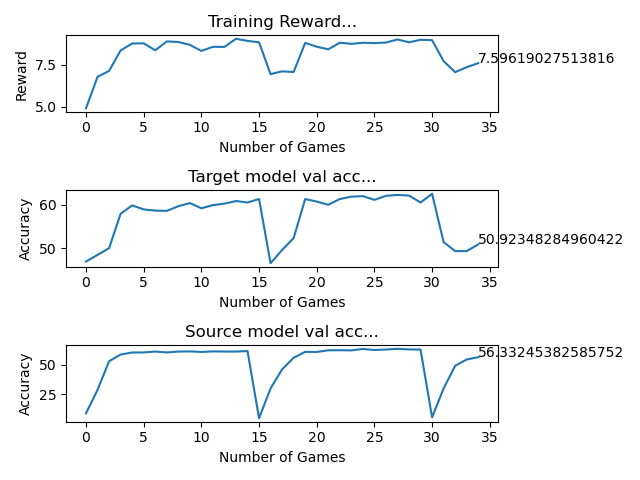 Training Reward...
Reward
7.5
5.0
7.59619027513816
0 5 10 15 20 25 30 35
Number of Games
Target model val acc...
Accuracy
60
50
50.92348284960422
0 5 10 15 20 25 30 35
Number of Games
Source model val acc...
Accuracy
50
25
56.33245382585752
0 5 10 15 20 25 30 35
Number of Games